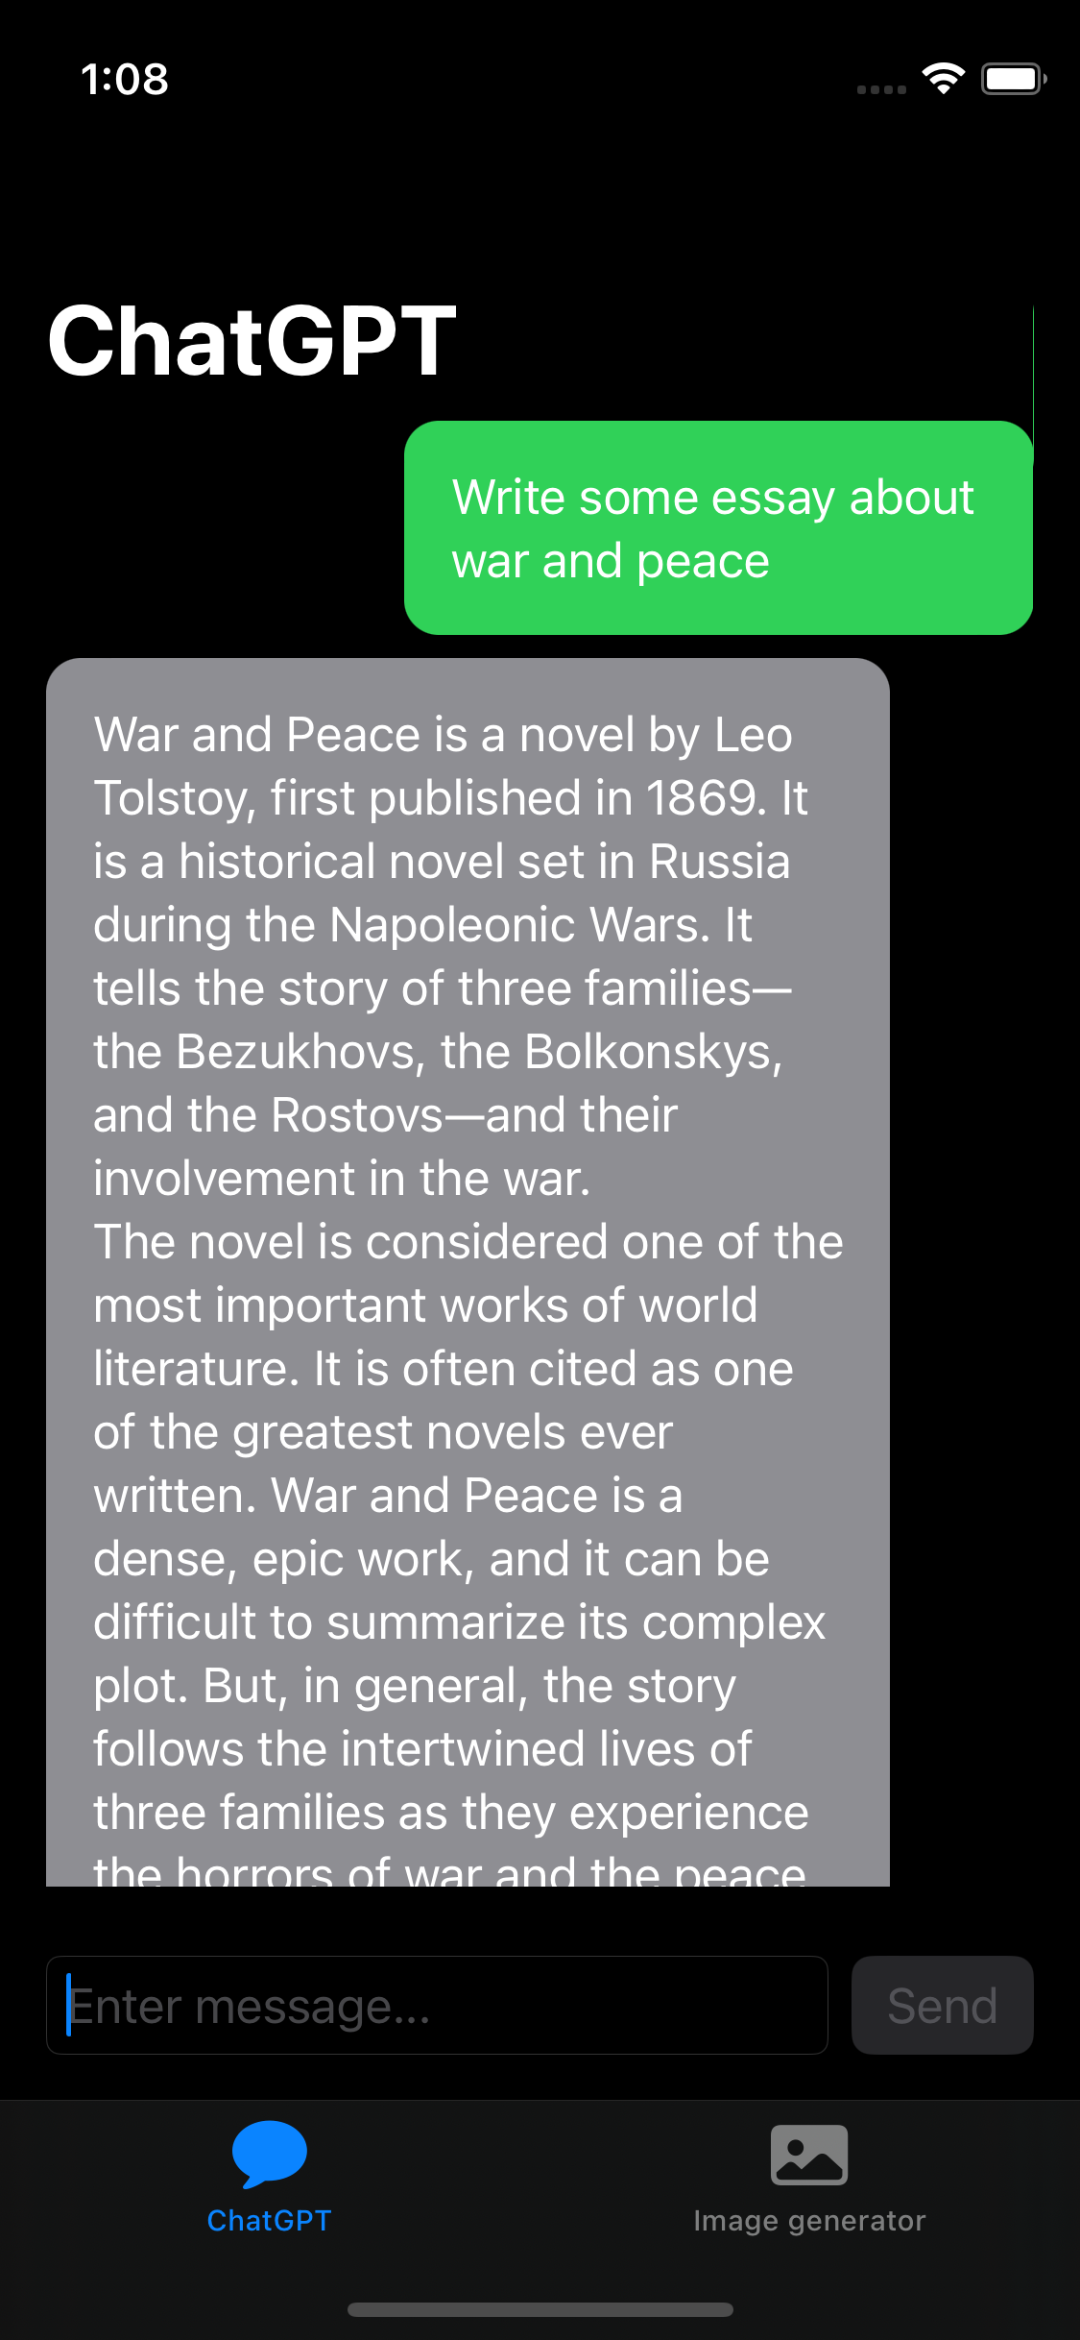 1:08
ChatGPT
Write some essay about
war and peace
War and Peace is a novel by Leo
Tolstoy, first published in 1869. It
is a historical novel set in Russia
during the Napoleonic Wars. It
tells the story of three families—
the Bezukhovs, the Bolkonskys,
and the Rostovs—and their
involvement in the war.
The novel is considered one of the
most important works of world
literature. It is often cited as one
of the greatest novels ever
written. War and Peace is a
dense, epic work, and it can be
difficult to summarize its complex
plot. But, in general, the story
follows the intertwined lives of
three families as they experience
the horrors of war and the peace
Enter message...
Send
ChatGPT
Image generator